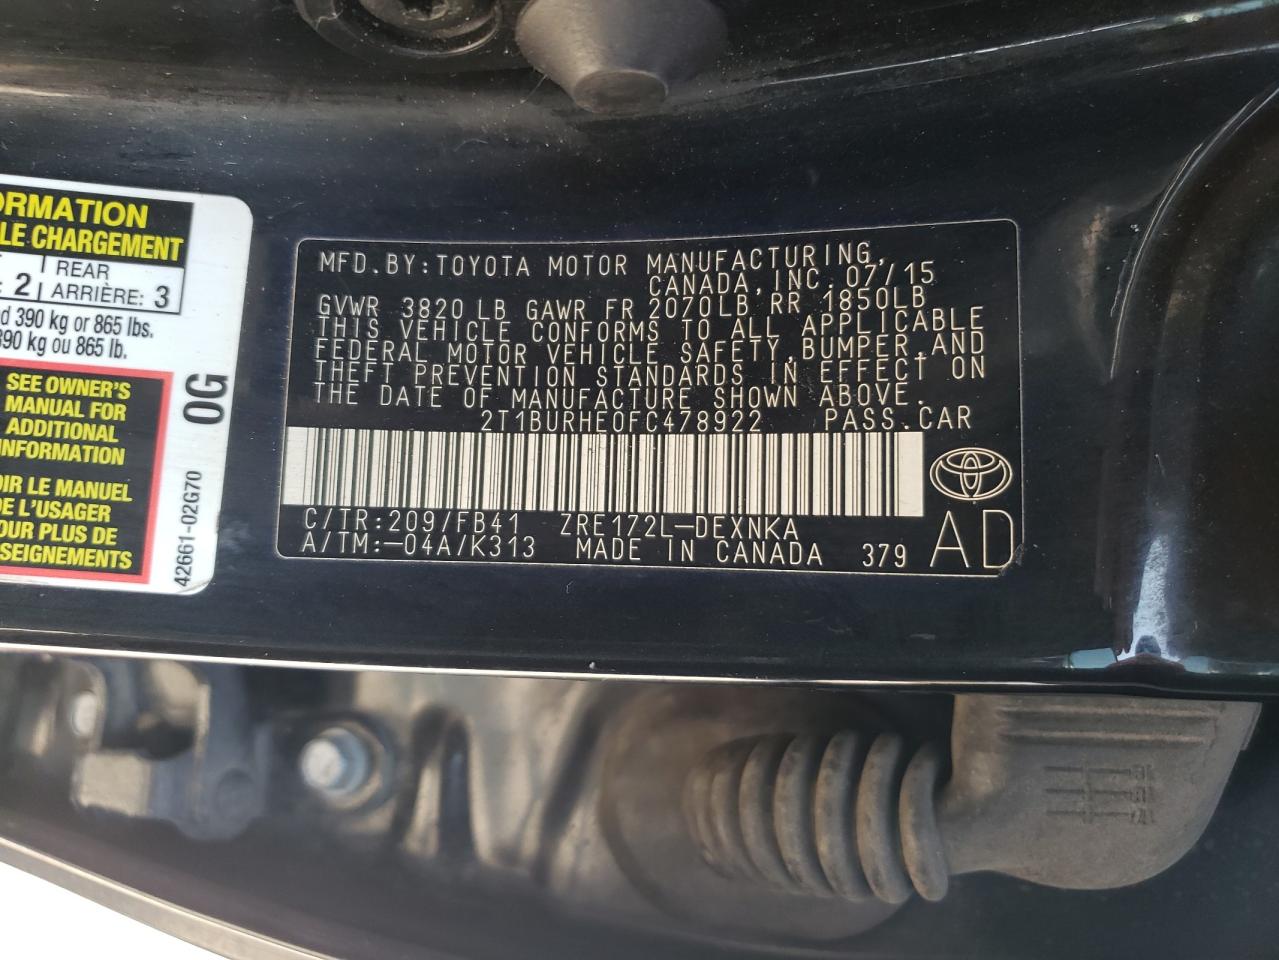 ORMATION
LE CHARGEMENT
: 2 REAR
ARRIÈRE: 3
d 390 kg or 865 lbs.
390 kg ou 865 lb.
SEE OWNER'S
MANUAL FOR
ADDITIONAL
INFORMATION
IR LE MANUEL
DE L'USAGER
POUR PLUS DE
SEIGNEMENTS
0G
42661-02G70
MFD.BY:TOYOTA MOTOR MANUFACTURING,
CANADA,INC.07/15
GVWR 3820 LB GAWR FR 2070LB RR 1850LB
THIS VEHICLE CONFORMS TO ALL APPLICABLE
FEDERAL MOTOR VEHICLE SAFETY,BUMPER,AND
THEFT PREVENTION STANDARDS IN EFFECT ON
THE DATE OF MANUFACTURE SHOWN ABOVE.
2T1BURHE0FC478922 PASS.CAR
C/TR:209/FB41 ZRE172L-DEXNKA
A/TM:-04A/K313 MADE IN CANADA 379
AD